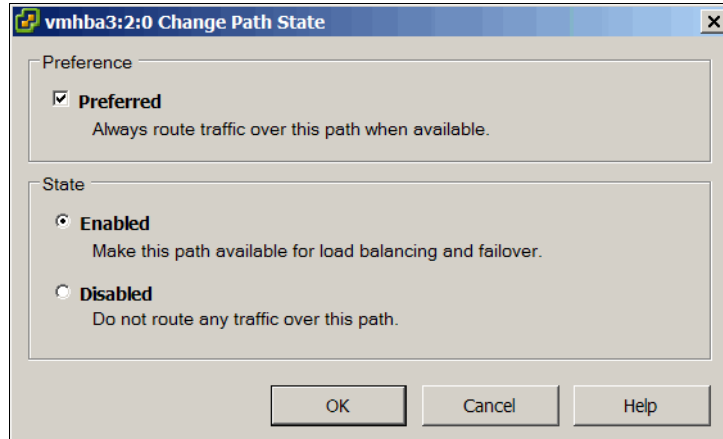 vmhba3:2:0 Change Path State
Preference
Preferred
Always route traffic over this path when available.
State
Enabled
Make this path available for load balancing and failover.
Disabled
Do not route any traffic over this path.
OK Cancel Help